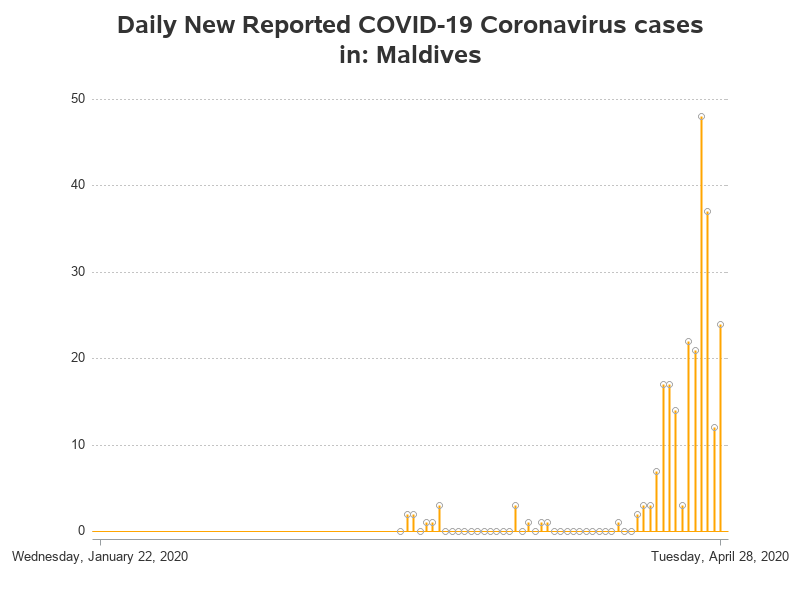 Daily New Reported COVID-19 Coronavirus cases
in: Maldives
50
40
30
20
10
0
Wednesday, January 22, 2020
Tuesday, April 28, 2020